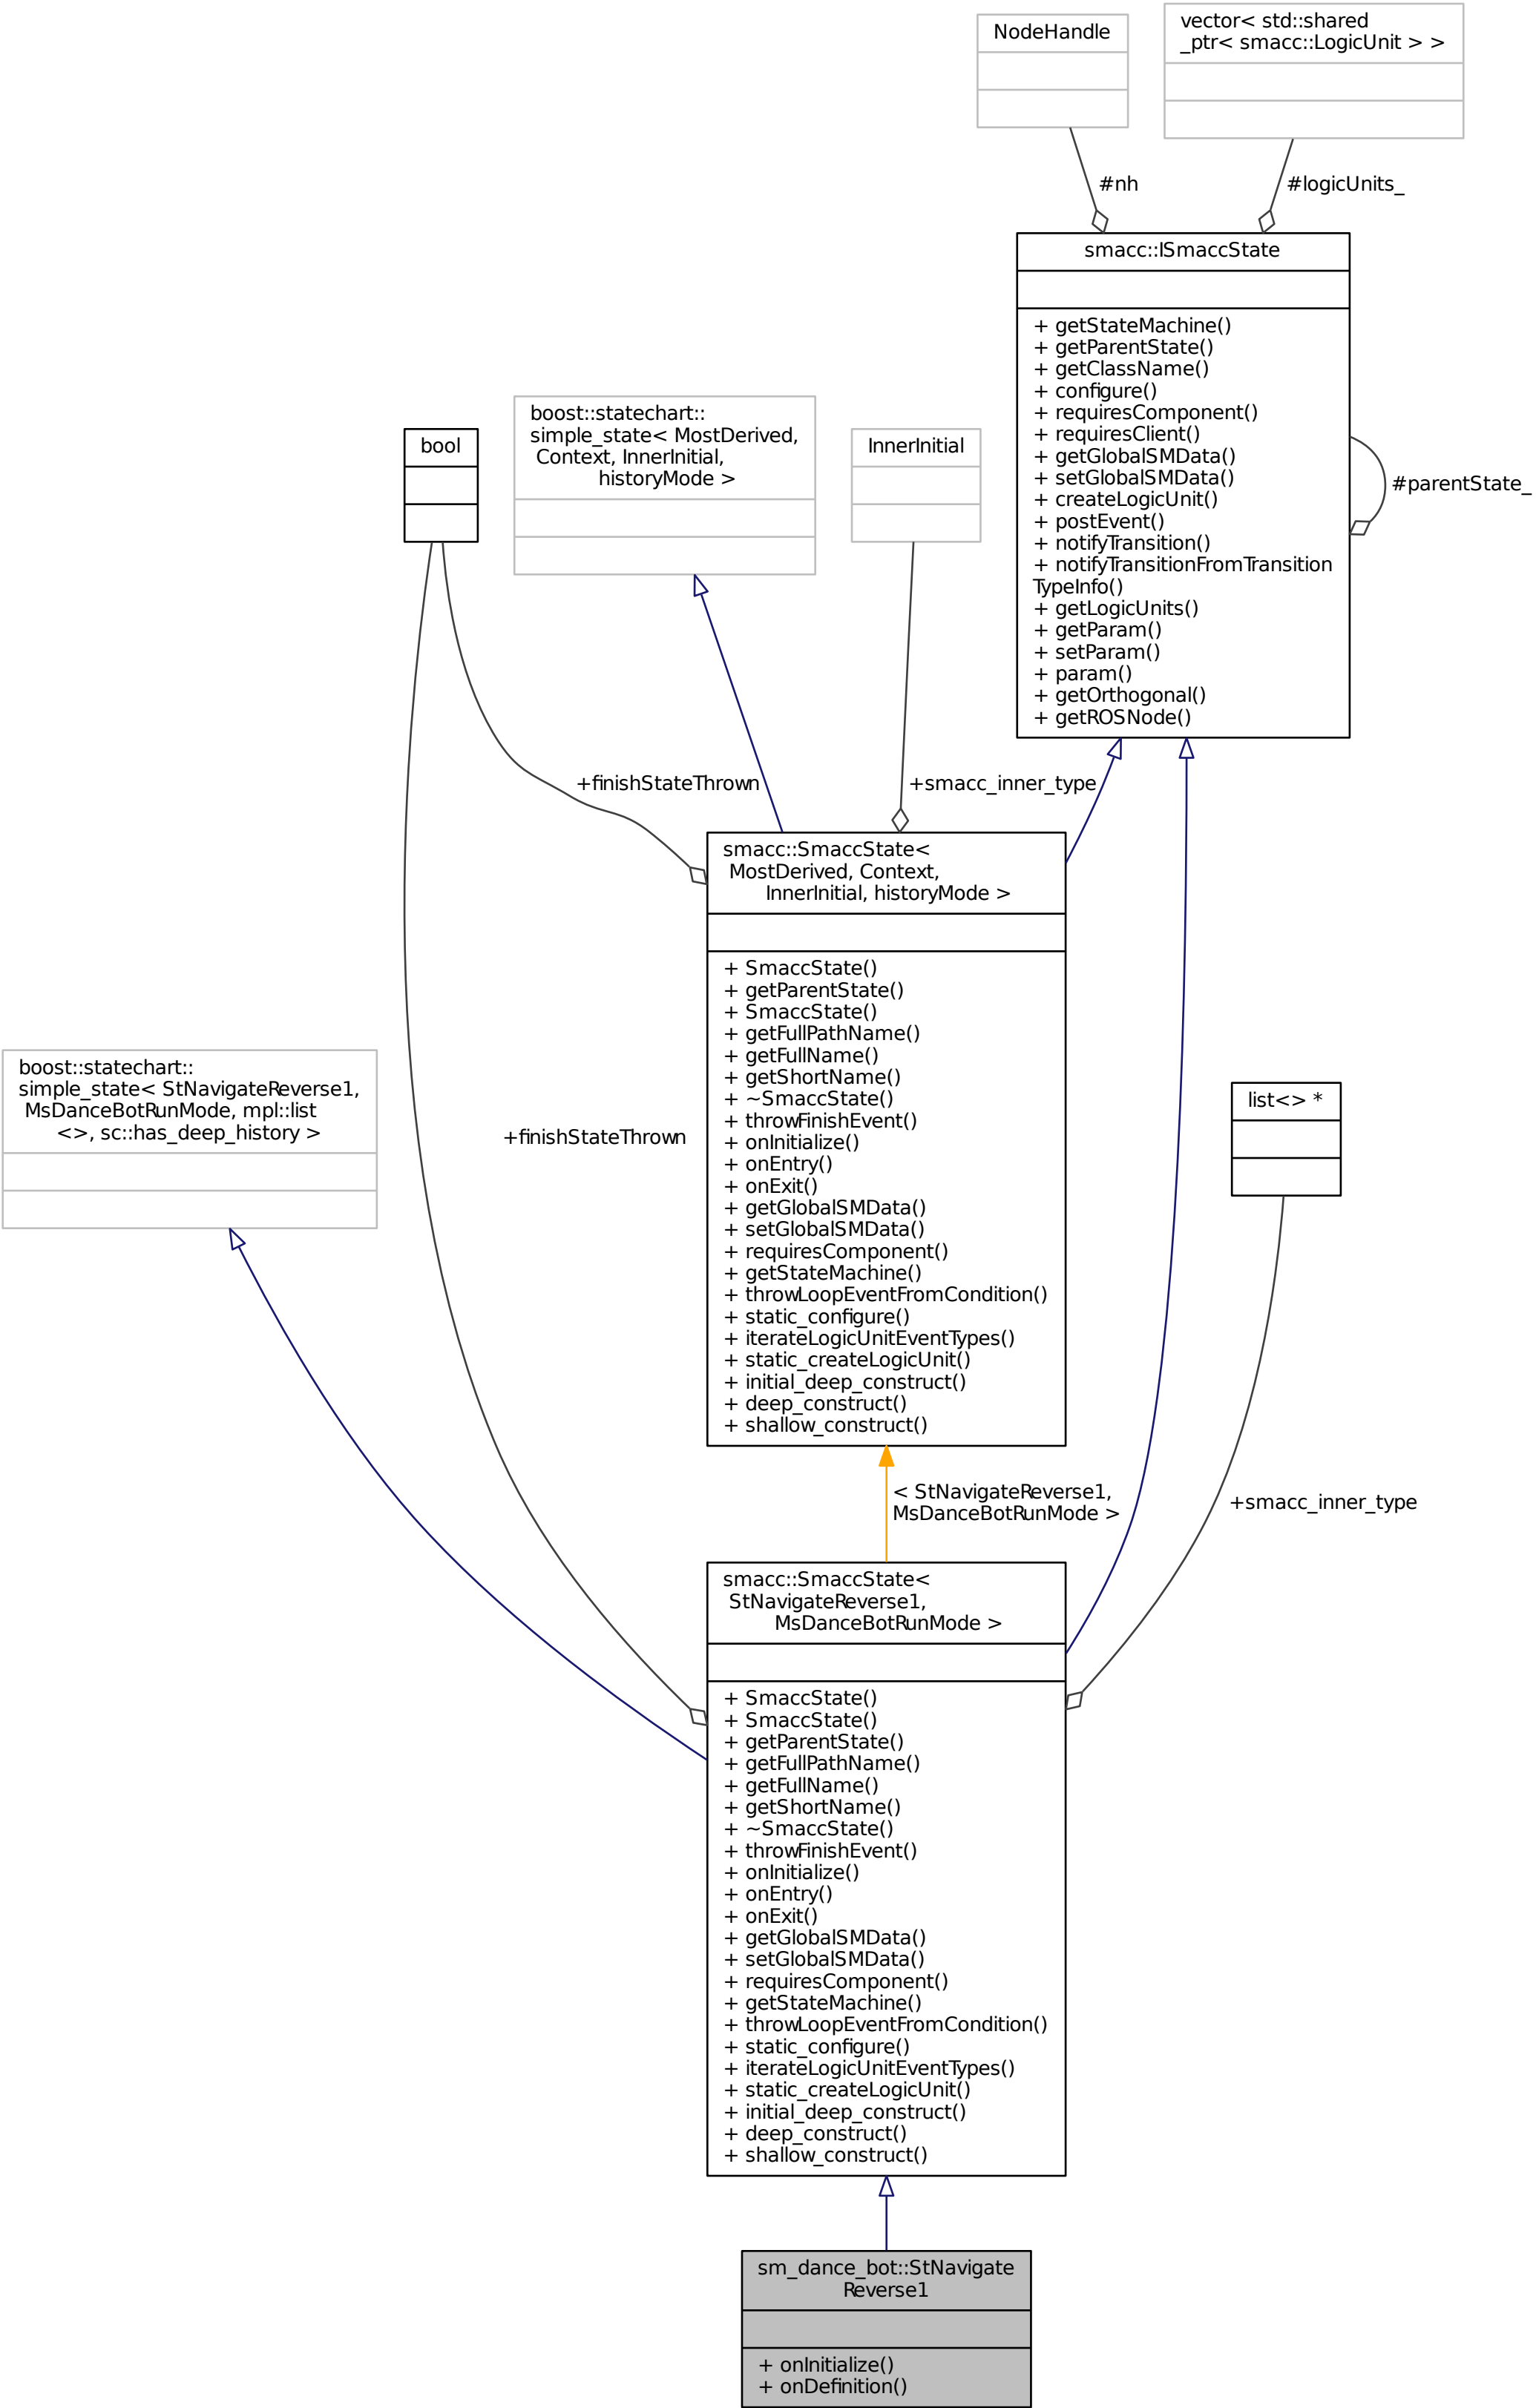 NodeHandle
vector< std::shared
_ptr< smacc::LogicUnit > >
#nh
#logicUnits_
smacc::ISmaccState
+ getStateMachine()
+ getParentState()
+ getClassName()
+ configure()
+ requiresComponent()
+ requiresClient()
+ getGlobalSMData()
+ setGlobalSMData()
+ createLogicUnit()
+ postEvent()
+ notifyTransition()
+ notifyTransitionFromTransition
TypeInfo()
+ getLogicUnits()
+ getParam()
+ setParam()
+ param()
+ getOrthogonal()
+ getROSNode()
#parentState_
bool
boost::statechart::
simple_state< MostDerived,
Context, InnerInitial,
historyMode >
InnerInitial
+finishStateThrown
+smacc_inner_type
smacc::SmaccState<
MostDerived, Context,
InnerInitial, historyMode >
+ SmaccState()
+ getParentState()
+ SmaccState()
+ getFullPathName()
+ getFullName()
+ getShortName()
+ ~SmaccState()
+ throwFinishEvent()
+ onInitialize()
+ onEntry()
+ onExit()
+ getGlobalSMData()
+ setGlobalSMData()
+ requiresComponent()
+ getStateMachine()
+ throwLoopEventFromCondition()
+ static_configure()
+ iterateLogicUnitEventTypes()
+ static_createLogicUnit()
+ initial_deep_construct()
+ deep_construct()
+ shallow_construct()
boost::statechart::
simple_state< StNavigateReverse1,
MsDanceBotRunMode, mpl::list
<>, sc::has_deep_history >
+finishStateThrown
list<> *
< StNavigateReverse1,
MsDanceBotRunMode >
+smacc_inner_type
smacc::SmaccState<
StNavigateReverse1,
MsDanceBotRunMode >
+ SmaccState()
+ SmaccState()
+ getParentState()
+ getFullPathName()
+ getFullName()
+ getShortName()
+ ~SmaccState()
+ throwFinishEvent()
+ onInitialize()
+ onEntry()
+ onExit()
+ getGlobalSMData()
+ setGlobalSMData()
+ requiresComponent()
+ getStateMachine()
+ throwLoopEventFromCondition()
+ static_configure()
+ iterateLogicUnitEventTypes()
+ static_createLogicUnit()
+ initial_deep_construct()
+ deep_construct()
+ shallow_construct()
sm_dance_bot::StNavigate
Reverse1
+ onInitialize()
+ onDefinition()